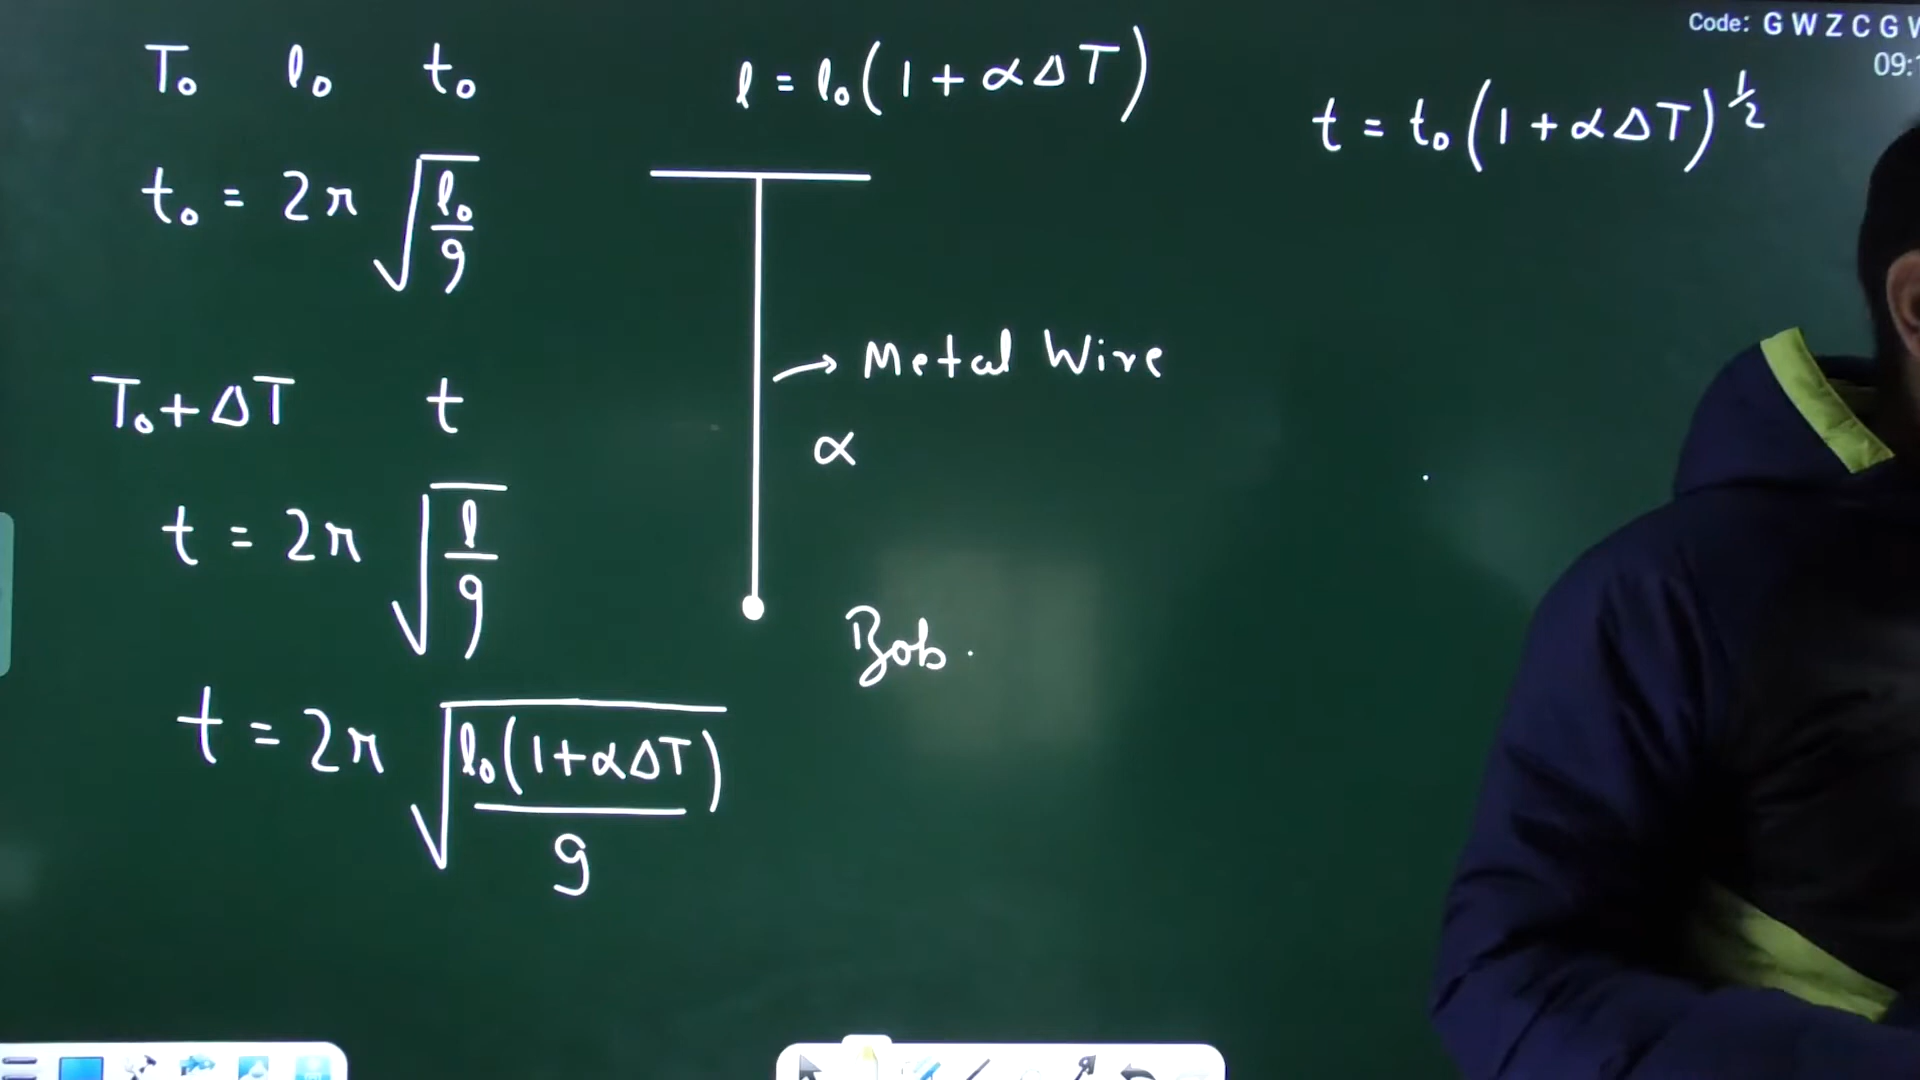 T₀ l₀ t₀
t₀ = 2π √(l₀/g)
T₀ + ΔT t
t = 2π √(l/g)
t = 2π √(l₀(1+αΔT)/g)
l = l₀(1 + αΔT)
Metal Wire
α
Bob
t = t₀(1 + αΔT)^½
Code: G W Z C G
09: